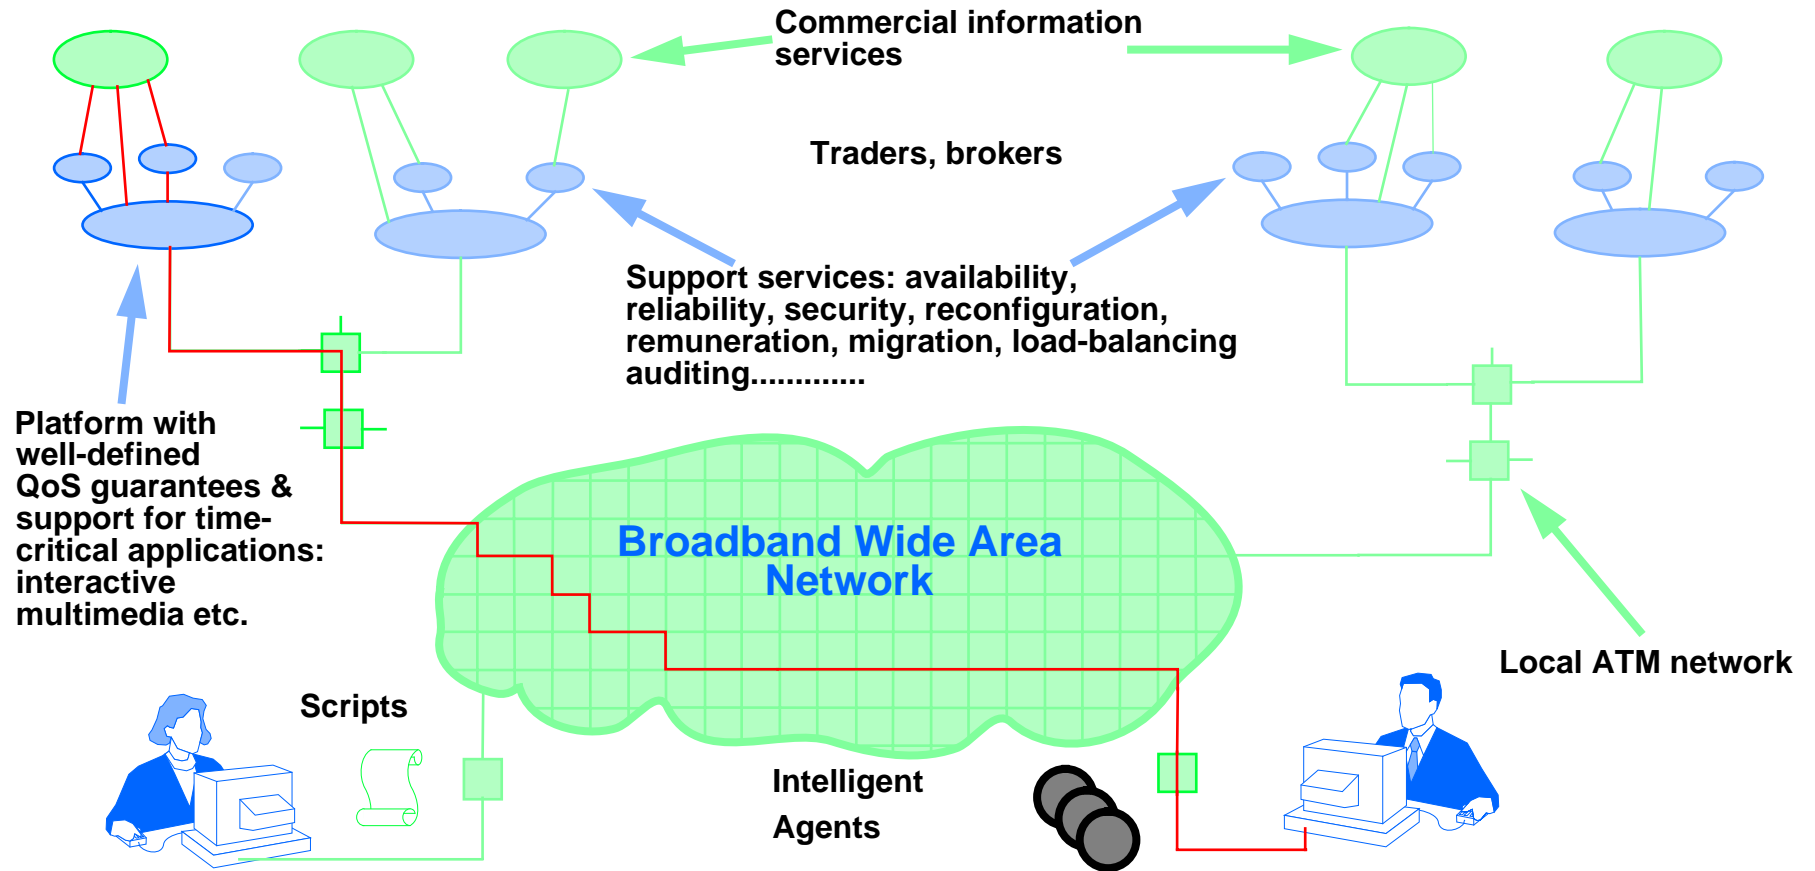 Commercial information
services
Traders, brokers
Support services: availability,
reliability, security, reconfiguration,
remuneration, migration, load-balancing
auditing.............
Platform with
well-defined
QoS guarantees &
support for time-
critical applications:
interactive
multimedia etc.
Broadband Wide Area
Network
Local ATM network
Scripts
Intelligent
Agents